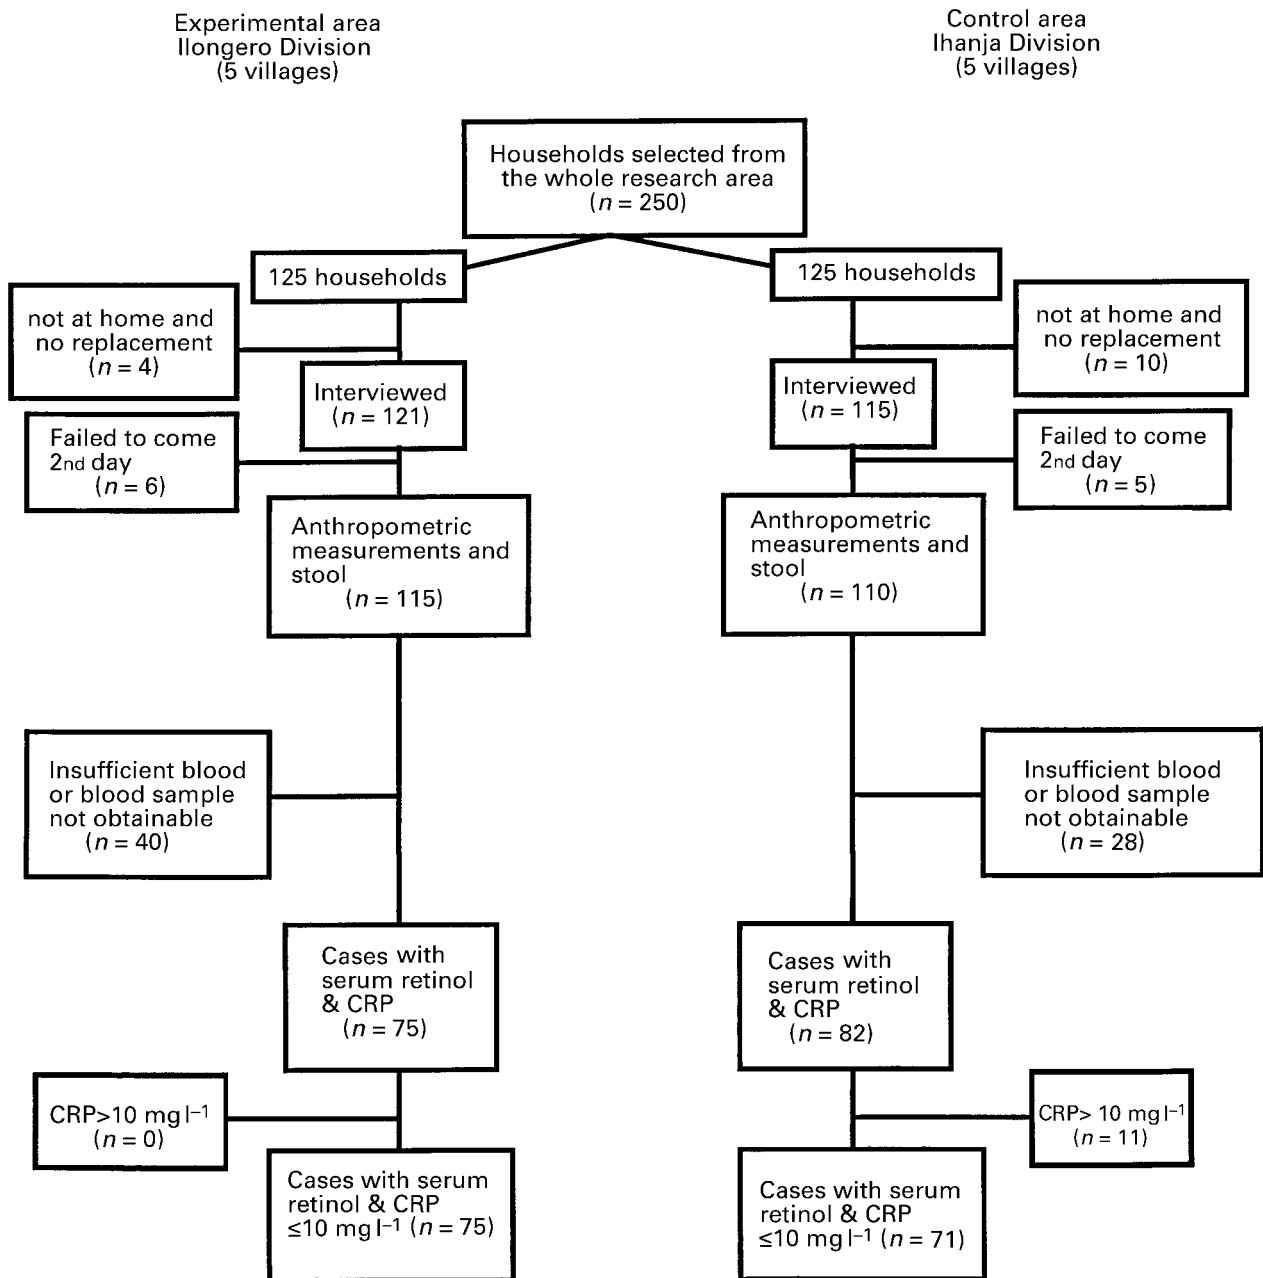 Experimental area
Ilongero Division
(5 villages)
Control area
Ihanja Division
(5 villages)
Households selected from
the whole research area
(n = 250)
125 households
125 households
not at home and
no replacement
(n = 4)
not at home and
no replacement
(n = 10)
Interviewed
(n = 121)
Interviewed
(n = 115)
Failed to come
2nd day
(n = 6)
Failed to come
2nd day
(n = 5)
Anthropometric
measurements and
stool
(n = 115)
Anthropometric
measurements and
stool
(n = 110)
Insufficient blood
or blood sample
not obtainable
(n = 40)
Insufficient blood
or blood sample
not obtainable
(n = 28)
Cases with
serum retinol
& CRP
(n = 75)
Cases with
serum retinol
& CRP
(n = 82)
CRP>10 mg l⁻¹
(n = 0)
CRP> 10 mg l⁻¹
(n = 11)
Cases with serum
retinol & CRP
≤10 mg l⁻¹ (n = 75)
Cases with serum
retinol & CRP
≤10 mg l⁻¹ (n = 71)